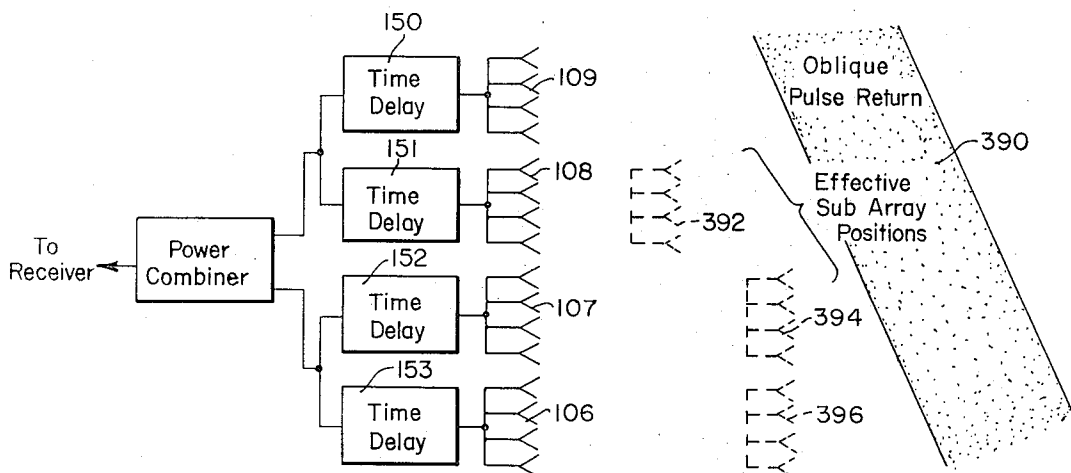 150
Time
Delay
109
Oblique
Pulse Return
390
151
Time
Delay
108
392
Effective
Sub Array
Positions
To
Receiver
Power
Combiner
152
Time
Delay
107
394
153
Time
Delay
106
396